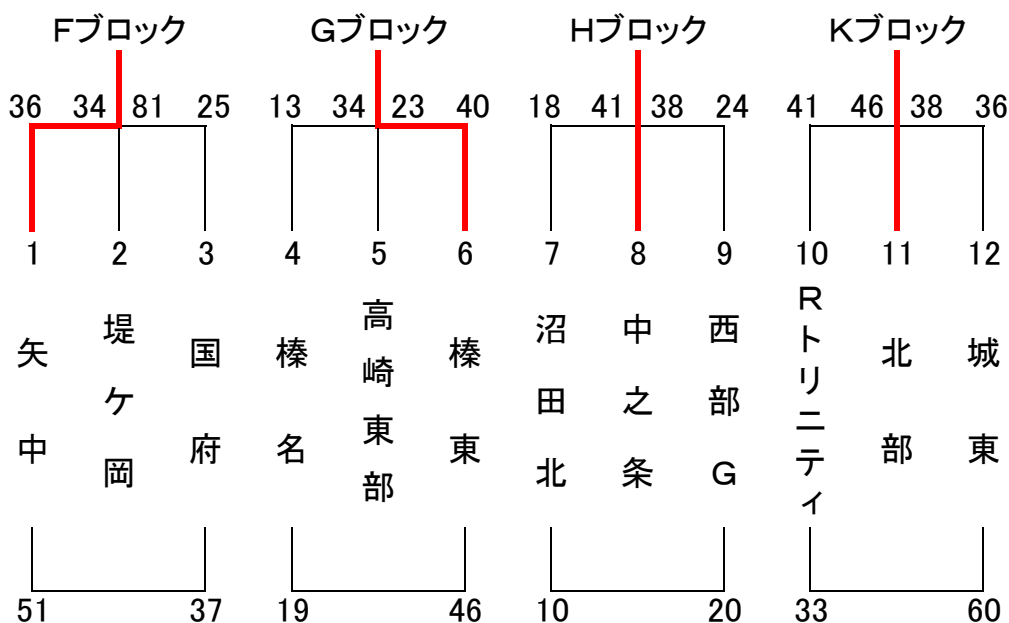 Fブロック Gブロック Hブロック Kブロック
36 34 81 25 13 34 23 40 18 41 38 24 41 46 38 36
1 2 3 4 5 6 7 8 9 10 11 12
矢中
堤ケ岡
国府
榛名
高崎東部
榛東
沼田北
中之条
西部G
Rトリニティ
北部
城東
51 37 19 46 10 20 33 60